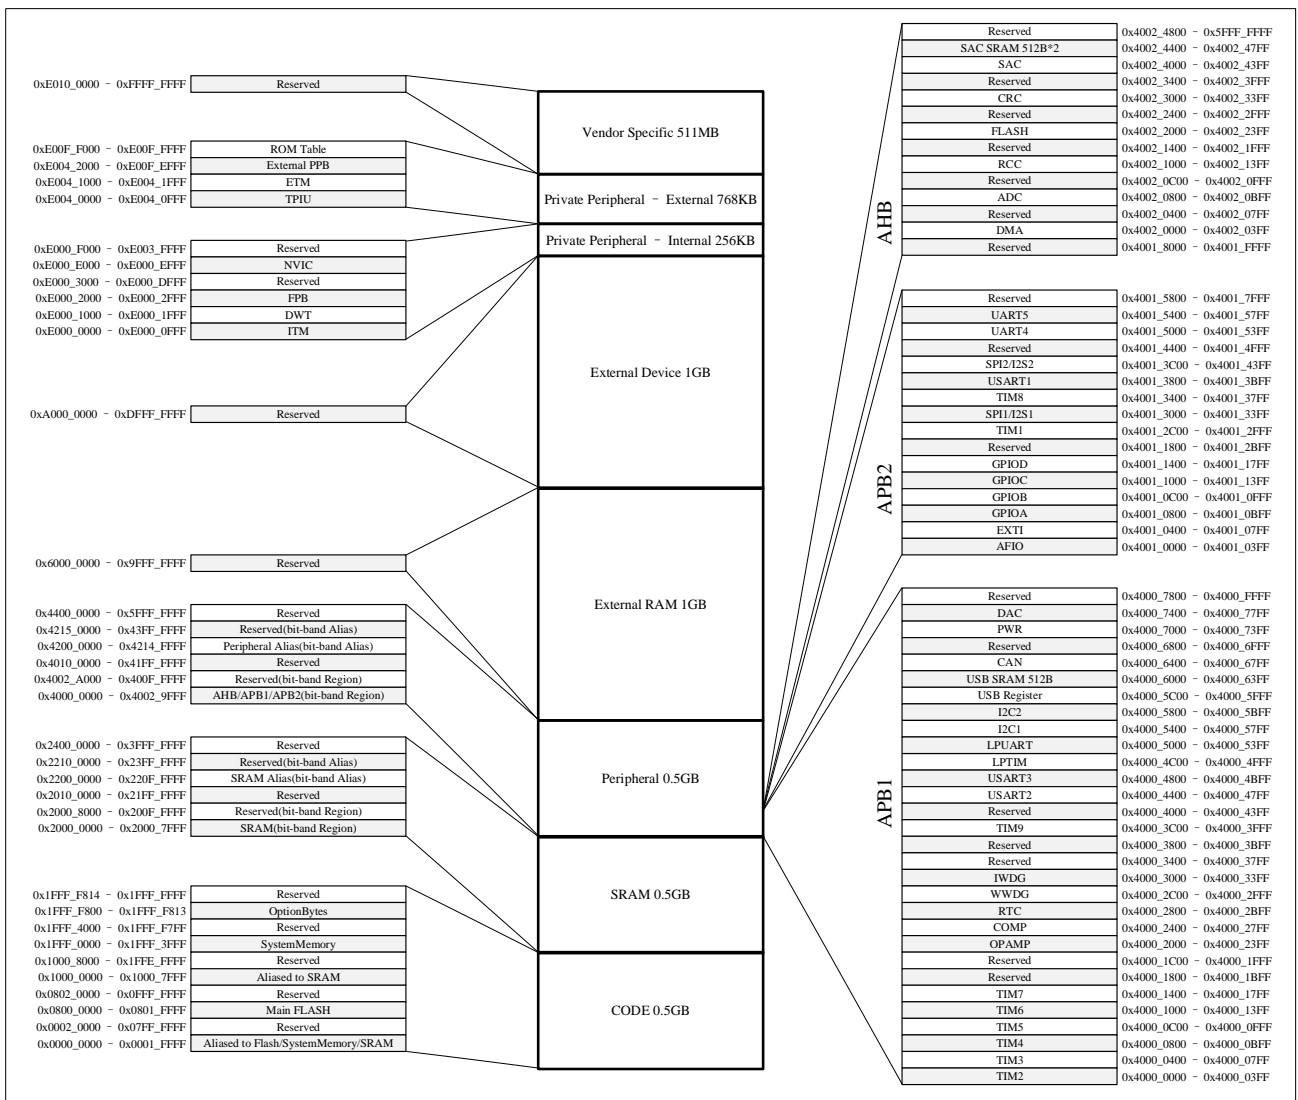 0xE010_0000 - 0xFFFF_FFFF Reserved
0xE00F_F000 - 0xE00F_FFFF ROM Table
0xE004_2000 - 0xE00F_EFFF External PPB
0xE004_1000 - 0xE004_1FFF ETM
0xE004_0000 - 0xE004_0FFF TPIU
0xE000_F000 - 0xE003_FFFF Reserved
0xE000_E000 - 0xE000_EFFF NVIC
0xE000_3000 - 0xE000_DFFF Reserved
0xE000_2000 - 0xE000_2FFF FPB
0xE000_1000 - 0xE000_1FFF DWT
0xE000_0000 - 0xE000_0FFF ITM
0xA000_0000 - 0xDFFF_FFFF Reserved
0x6000_0000 - 0x9FFF_FFFF Reserved
0x4400_0000 - 0x5FFF_FFFF Reserved
0x4215_0000 - 0x43FF_FFFF Reserved(bit-band Alias)
0x4200_0000 - 0x4214_FFFF Peripheral Alias(bit-band Alias)
0x4010_0000 - 0x41FF_FFFF Reserved
0x4002_A000 - 0x400F_FFFF Reserved(bit-band Region)
0x4000_0000 - 0x4002_9FFF AHB/APB1/APB2(bit-band Region)
0x2400_0000 - 0x3FFF_FFFF Reserved
0x2210_0000 - 0x23FF_FFFF Reserved(bit-band Alias)
0x2200_0000 - 0x220F_FFFF SRAM Alias(bit-band Alias)
0x2010_0000 - 0x21FF_FFFF Reserved
0x2000_8000 - 0x200F_FFFF Reserved(bit-band Region)
0x2000_0000 - 0x2000_7FFF SRAM(bit-band Region)
0x1FFF_F814 - 0x1FFF_FFFF Reserved
0x1FFF_F800 - 0x1FFF_F813 OptionBytes
0x1FFF_4000 - 0x1FFF_F7FF Reserved
0x1FFF_0000 - 0x1FFF_3FFF SystemMemory
0x1000_8000 - 0x1FFE_FFFF Reserved
0x1000_0000 - 0x1000_7FFF Aliased to SRAM
0x0802_0000 - 0x0FFF_FFFF Reserved
0x0800_0000 - 0x0801_FFFF Main FLASH
0x0002_0000 - 0x07FF_FFFF Reserved
0x0000_0000 - 0x0001_FFFF Aliased to Flash/SystemMemory/SRAM
Vendor Specific 511MB
Private Peripheral - External 768KB
Private Peripheral - Internal 256KB
External Device 1GB
External RAM 1GB
Peripheral 0.5GB
SRAM 0.5GB
CODE 0.5GB
AHB
Reserved 0x4002_4800 - 0x5FFF_FFFF
SAC SRAM 512B*2 0x4002_4400 - 0x4002_47FF
SAC 0x4002_4000 - 0x4002_43FF
Reserved 0x4002_3400 - 0x4002_3FFF
CRC 0x4002_3000 - 0x4002_33FF
Reserved 0x4002_2400 - 0x4002_2FFF
FLASH 0x4002_2000 - 0x4002_23FF
Reserved 0x4002_1400 - 0x4002_1FFF
RCC 0x4002_1000 - 0x4002_13FF
Reserved 0x4002_0C00 - 0x4002_0FFF
ADC 0x4002_0800 - 0x4002_0BFF
Reserved 0x4002_0400 - 0x4002_07FF
DMA 0x4002_0000 - 0x4002_03FF
Reserved 0x4001_8000 - 0x4001_FFFF
APB2
Reserved 0x4001_5800 - 0x4001_7FFF
UART5 0x4001_5400 - 0x4001_57FF
UART4 0x4001_5000 - 0x4001_53FF
Reserved 0x4001_4400 - 0x4001_4FFF
SPI2/I2S2 0x4001_3C00 - 0x4001_43FF
USART1 0x4001_3800 - 0x4001_3BFF
TIM8 0x4001_3400 - 0x4001_37FF
SPI1/I2S1 0x4001_3000 - 0x4001_33FF
TIM1 0x4001_2C00 - 0x4001_2FFF
Reserved 0x4001_1800 - 0x4001_2BFF
GPIOD 0x4001_1400 - 0x4001_17FF
GPIOC 0x4001_1000 - 0x4001_13FF
GPIOB 0x4001_0C00 - 0x4001_0FFF
GPIOA 0x4001_0800 - 0x4001_0BFF
EXTI 0x4001_0400 - 0x4001_07FF
AFIO 0x4001_0000 - 0x4001_03FF
APB1
Reserved 0x4000_7800 - 0x4000_FFFF
DAC 0x4000_7400 - 0x4000_77FF
PWR 0x4000_7000 - 0x4000_73FF
Reserved 0x4000_6800 - 0x4000_6FFF
CAN 0x4000_6400 - 0x4000_67FF
USB SRAM 512B 0x4000_6000 - 0x4000_63FF
USB Register 0x4000_5C00 - 0x4000_5FFF
I2C2 0x4000_5800 - 0x4000_5BFF
I2C1 0x4000_5400 - 0x4000_57FF
LPUART 0x4000_5000 - 0x4000_53FF
LPTIM 0x4000_4C00 - 0x4000_4FFF
USART3 0x4000_4800 - 0x4000_4BFF
USART2 0x4000_4400 - 0x4000_47FF
Reserved 0x4000_4000 - 0x4000_43FF
TIM9 0x4000_3C00 - 0x4000_3FFF
Reserved 0x4000_3800 - 0x4000_3BFF
Reserved 0x4000_3400 - 0x4000_37FF
IWDG 0x4000_3000 - 0x4000_33FF
WWDG 0x4000_2C00 - 0x4000_2FFF
RTC 0x4000_2800 - 0x4000_2BFF
COMP 0x4000_2400 - 0x4000_27FF
OPAMP 0x4000_2000 - 0x4000_23FF
Reserved 0x4000_1C00 - 0x4000_1FFF
Reserved 0x4000_1800 - 0x4000_1BFF
TIM7 0x4000_1400 - 0x4000_17FF
TIM6 0x4000_1000 - 0x4000_13FF
TIM5 0x4000_0C00 - 0x4000_0FFF
TIM4 0x4000_0800 - 0x4000_0BFF
TIM3 0x4000_0400 - 0x4000_07FF
TIM2 0x4000_0000 - 0x4000_03FF